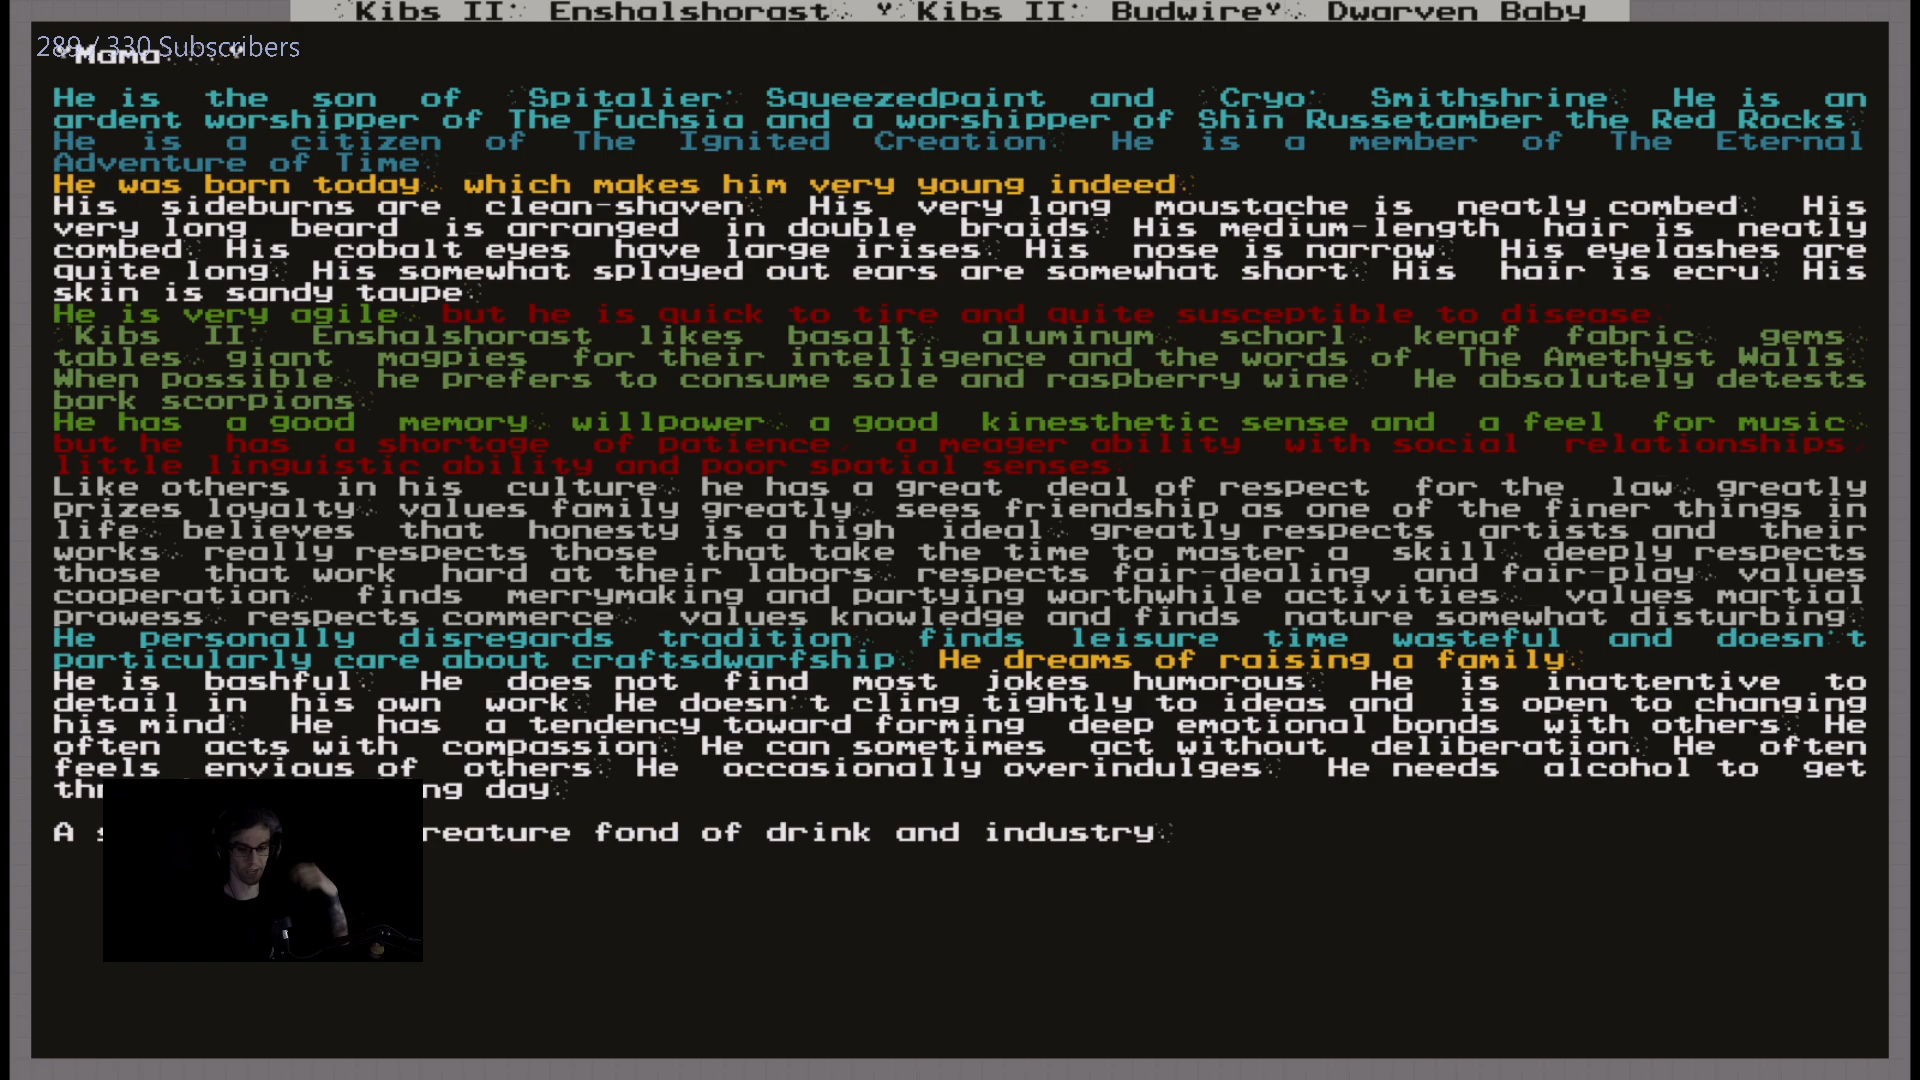 Kibs II: Enshalshorast, Kibs II: Budwire, Dwarven Baby
289 / 330 Subscribers
Mama...
He is the son of Spitalier Squeezedpaint and Cryo Smithshrine. He is an
ardent worshipper of The Fuchsia and a worshipper of Shin Russetamber the Red Rocks.
He is a citizen of The Ignited Creation. He is a member of The Eternal
Adventure of Time.
He was born today, which makes him very young indeed.
His sideburns are clean-shaven. His very long moustache is neatly combed. His
very long beard is arranged in double braids. His medium-length hair is neatly
combed. His cobalt eyes have large irises. His nose is narrow. His eyelashes are
quite long. His somewhat splayed out ears are somewhat short. His hair is ecru. His
skin is sandy taupe.
He is very agile, but he is quick to tire and quite susceptible to disease.
Kibs II: Enshalshorast likes basalt, aluminum, schorl, kenaf fabric, gems,
tables, giant magpies for their intelligence and the words of The Amethyst Walls.
When possible, he prefers to consume sole and raspberry wine. He absolutely detests
bark scorpions.
He has a good memory, willpower, a good kinesthetic sense and a feel for music,
but he has a shortage of patience, a meager ability with social relationships,
little linguistic ability and poor spatial senses.
Like others in his culture, he has a great deal of respect for the law, greatly
prizes loyalty, values family greatly, sees friendship as one of the finer things in
life, believes that honesty is a high ideal, greatly respects artists and their
works, really respects those that take the time to master a skill, deeply respects
those that work hard at their labors, respects fair-dealing and fair-play, values
cooperation, finds merrymaking and partying worthwhile activities, values martial
prowess, respects commerce, values knowledge and finds nature somewhat disturbing.
He personally disregards tradition, finds leisure time wasteful and doesn't
particularly care about craftsdwarfship. He dreams of raising a family.
He is bashful. He does not find most jokes humorous. He is inattentive to
detail in his own work. He doesn't cling tightly to ideas and is open to changing
his mind. He has a tendency toward forming deep emotional bonds with others. He
often acts with compassion. He can sometimes act without deliberation. He often
feels envious of others. He occasionally overindulges. He needs alcohol to get
day.
A fond of drink and industry.